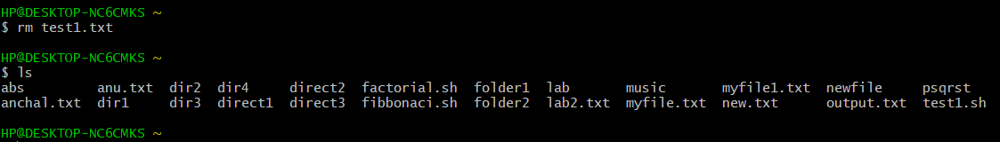 HP@DESKTOP-NC6CMKS ~
$ rm test1.txt
HP@DESKTOP-NC6CMKS ~
$ ls
abs anu.txt dir2 dir4 direct2 factorial.sh folder1 lab music myfile1.txt newfile psqrst
anchal.txt dir1 dir3 direct1 direct3 fibbonaci.sh folder2 lab2.txt myfile.txt new.txt output.txt test1.sh
HP@DESKTOP-NC6CMKS ~